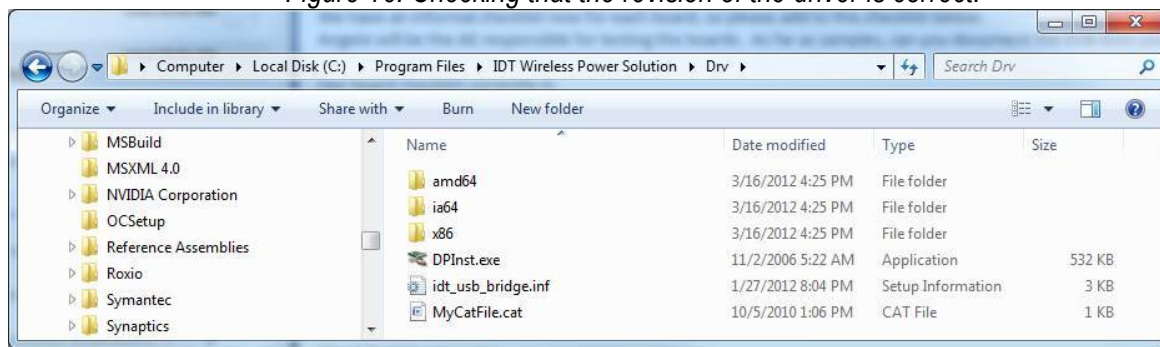 Figure 10: Checking that the revision of the driver is correct.
Computer ▸ Local Disk (C:) ▸ Program Files ▸ IDT Wireless Power Solution ▸ Drv ▸ Search Drv
Organize ▾ Include in library ▾ Share with ▾ Burn New folder
MSBuild
MSXML 4.0
NVIDIA Corporation
OCSetup
Reference Assemblies
Roxio
Symantec
Synaptics
Name Date modified Type Size
amd64 3/16/2012 4:25 PM File folder
ia64 3/16/2012 4:25 PM File folder
x86 3/16/2012 4:25 PM File folder
DPInst.exe 11/2/2006 5:22 AM Application 532 KB
idt_usb_bridge.inf 1/27/2012 8:04 PM Setup Information 3 KB
MyCatFile.cat 10/5/2010 1:06 PM CAT File 1 KB